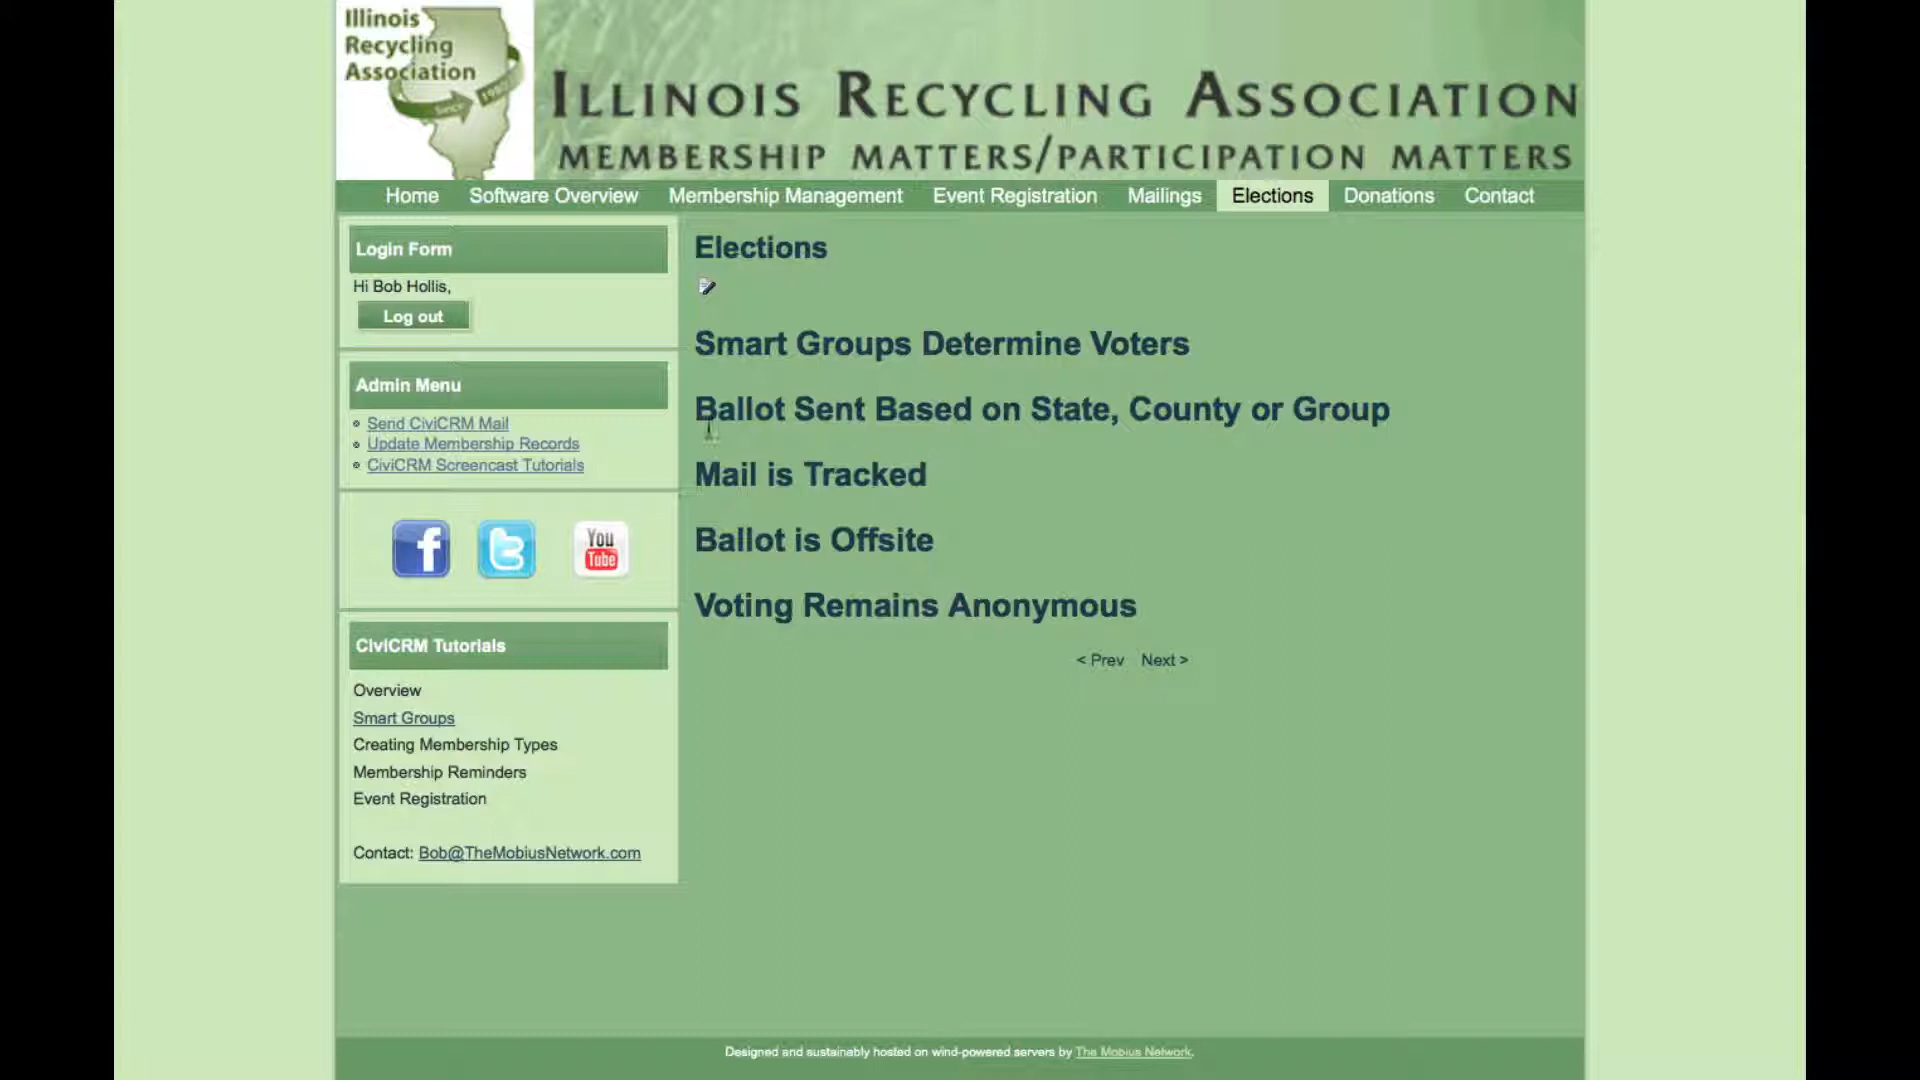 Illinois
Recycling
Association
Since 1980
ILLINOIS RECYCLING ASSOCIATION
MEMBERSHIP MATTERS/PARTICIPATION MATTERS
Home Software Overview Membership Management Event Registration Mailings Elections Donations Contact
Login Form
Hi Bob Hollis,
Log out
Admin Menu
Send CiviCRM Mail
Update Membership Records
CiviCRM Screencast Tutorials
f
t
You
Tube
CiviCRM Tutorials
Overview
Smart Groups
Creating Membership Types
Membership Reminders
Event Registration
Contact: Bob@TheMobiusNetwork.com
Elections
Smart Groups Determine Voters
Ballot Sent Based on State, County or Group
Mail is Tracked
Ballot is Offsite
Voting Remains Anonymous
< Prev Next >
Designed and sustainably hosted on wind-powered servers by The Mobius Network.